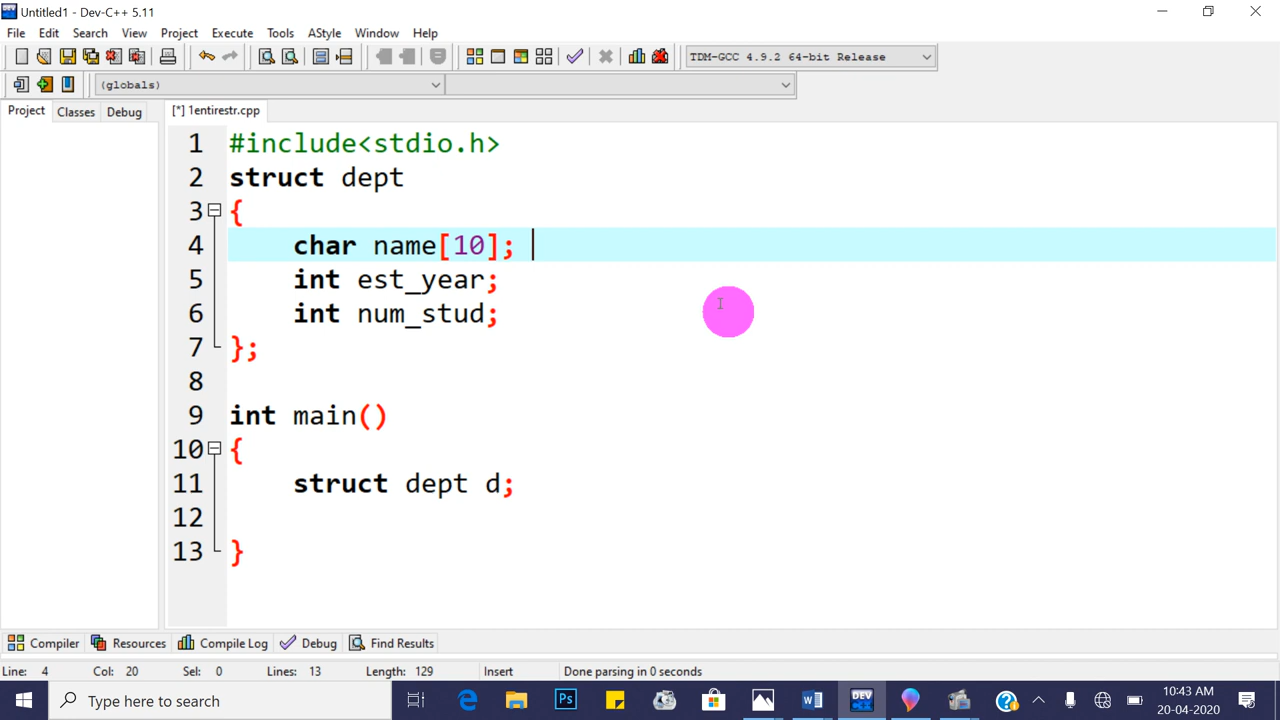 Untitled1 - Dev-C++ 5.11
File Edit Search View Project Execute Tools AStyle Window Help
TDM-GCC 4.9.2 64-bit Release
(globals)
Project Classes Debug [*] 1entirestr.cpp
1 #include<stdio.h>
2 struct dept
3 {
4 char name[10];
5 int est_year;
6 int num_stud;
7 };
8
9 int main()
10 {
11 struct dept d;
12
13 }
Compiler Resources Compile Log Debug Find Results
Line: 4 Col: 20 Sel: 0 Lines: 13 Length: 129 Insert Done parsing in 0 seconds
Type here to search Ps DEV C++ 10:43 AM
20-04-2020